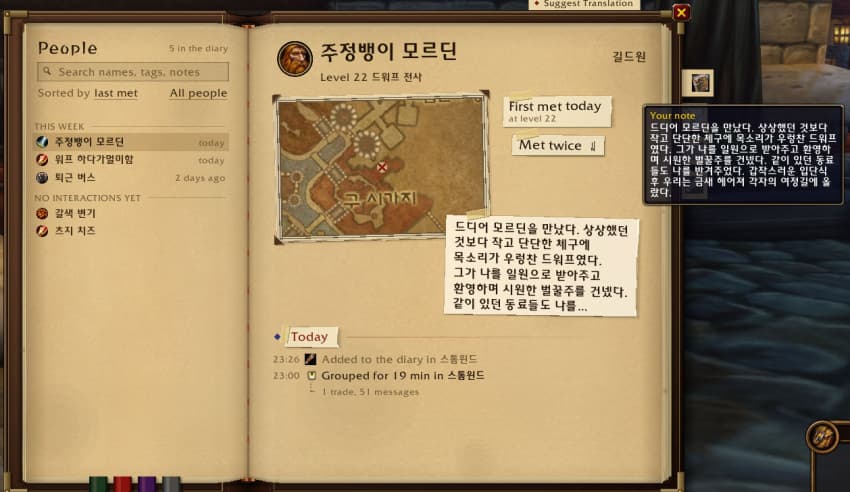 Suggest Translation
People
5 in the diary
Search names, tags, notes
Sorted by last met
All people
THIS WEEK
주정뱅이 모르딘
today
워프 하다가멀미함
today
퇴근 버스
2 days ago
NO INTERACTIONS YET
갈색 변기
츠지 치즈
주정뱅이 모르딘
길드원
Level 22 드워프 전사
구 시가지
First met today
at level 22
Met twice
드디어 모르딘을 만났다. 상상했던
것보다 작고 단단한 체구에
목소리가 우렁찬 드워프였다.
그가 나를 일원으로 받아주고
환영하며 시원한 벌꿀주를 건넸다.
같이 있던 동료들도 나를...
Today
23:26 Added to the diary in 스톰윈드
23:00 Grouped for 19 min in 스톰윈드
1 trade, 51 messages
Your note
드디어 모르딘을 만났다. 상상했던 것보다
작고 단단한 체구에 목소리가 우렁찬 드워프
였다. 그가 나를 일원으로 받아주고 환영하
며 시원한 벌꿀주를 건넸다. 같이 있던 동료
들도 나를 반겨주었다. 갑작스러운 입단식
후 우리는 금새 헤어져 각자의 여정길에 올
랐다.